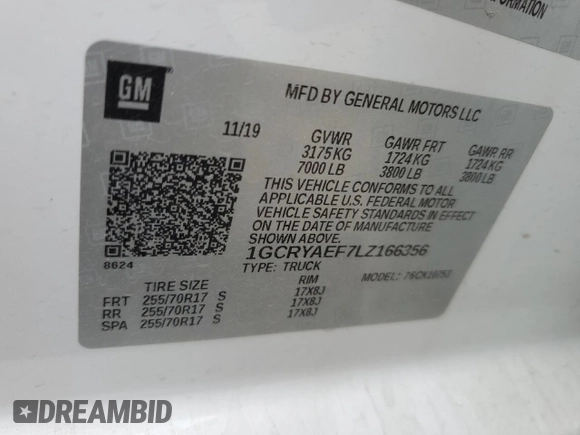 FORMATION
GM
MFD BY GENERAL MOTORS LLC
11/19 GVWR GAWR FRT GAWR RR
3175 KG 1724 KG 1724 KG
7000 LB 3800 LB 3800 LB
THIS VEHICLE CONFORMS TO ALL
APPLICABLE U.S. FEDERAL MOTOR
VEHICLE SAFETY STANDARDS IN EFFECT
ON THE DATE OF MANUFACTURE
SHOWN ABOVE.
1GCRYAEF7LZ166356
8624
TYPE: TRUCK MODEL:
TIRE SIZE RIM
FRT 255/70R17 S 17X8J
RR 255/70R17 S 17X8J
SPA 255/70R17 S 17X8J
DREAMBID